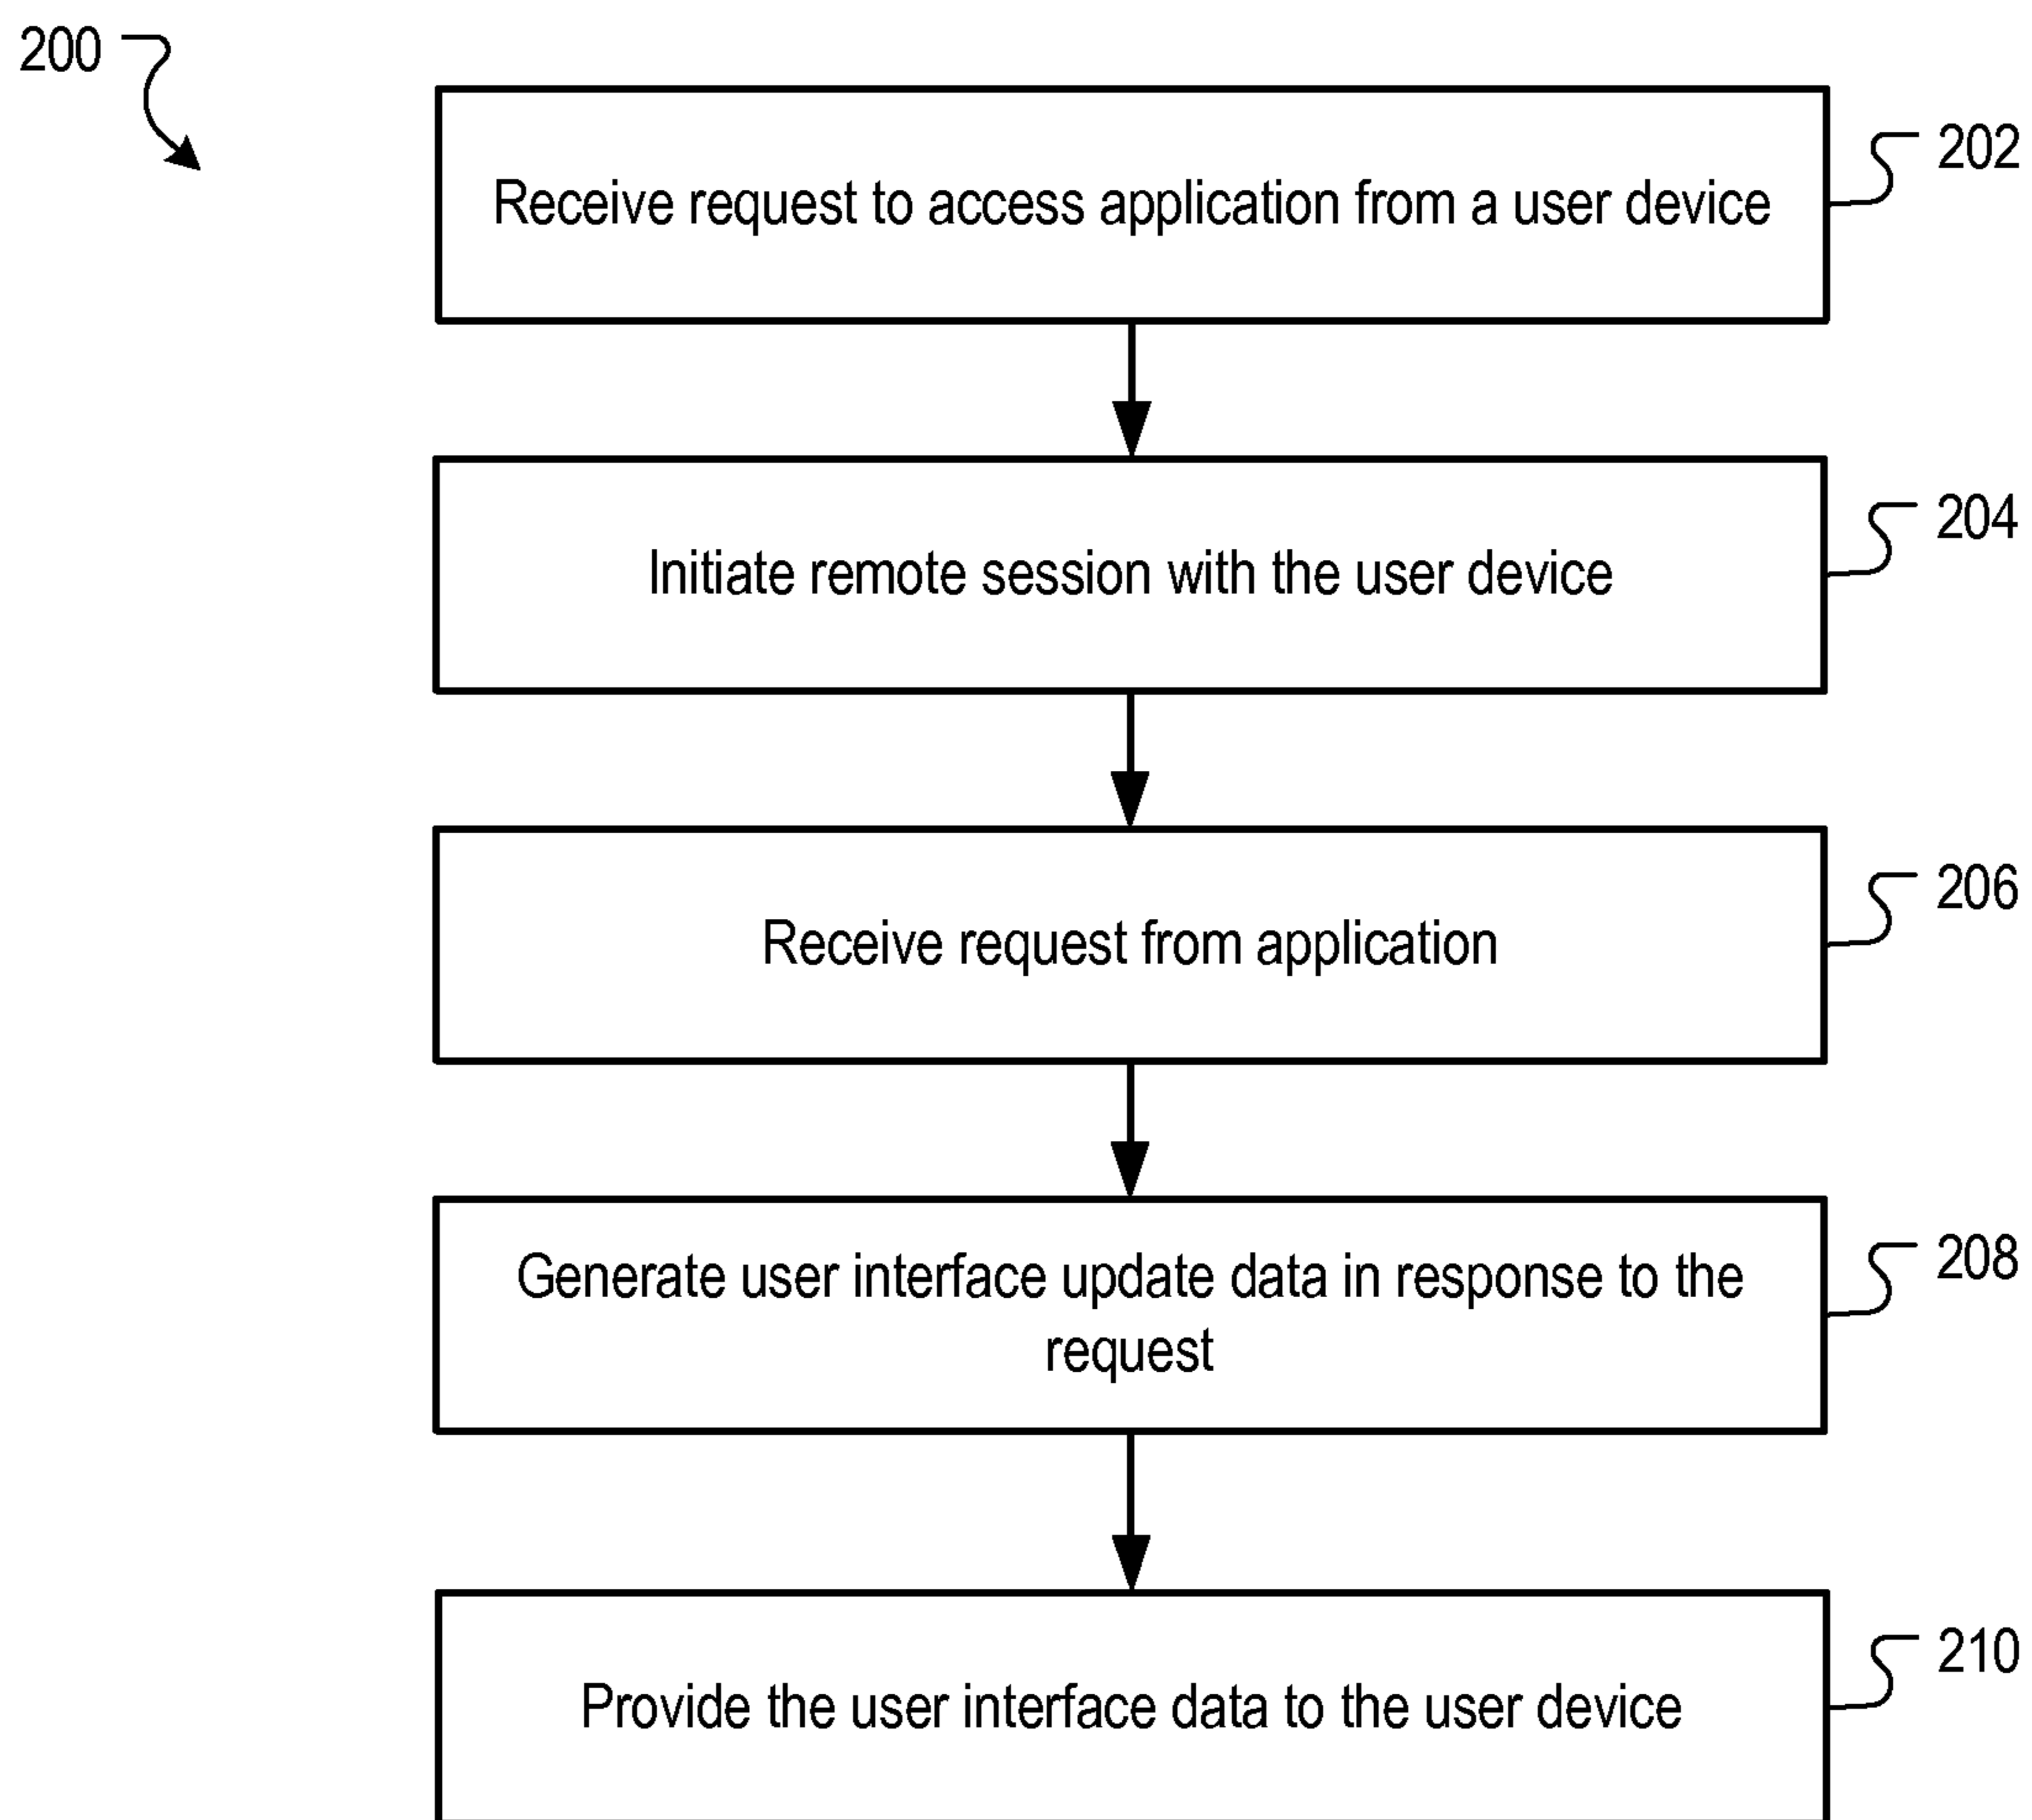 200
Receive request to access application from a user device
202
Initiate remote session with the user device
204
Receive request from application
206
Generate user interface update data in response to the
request
208
Provide the user interface data to the user device
210